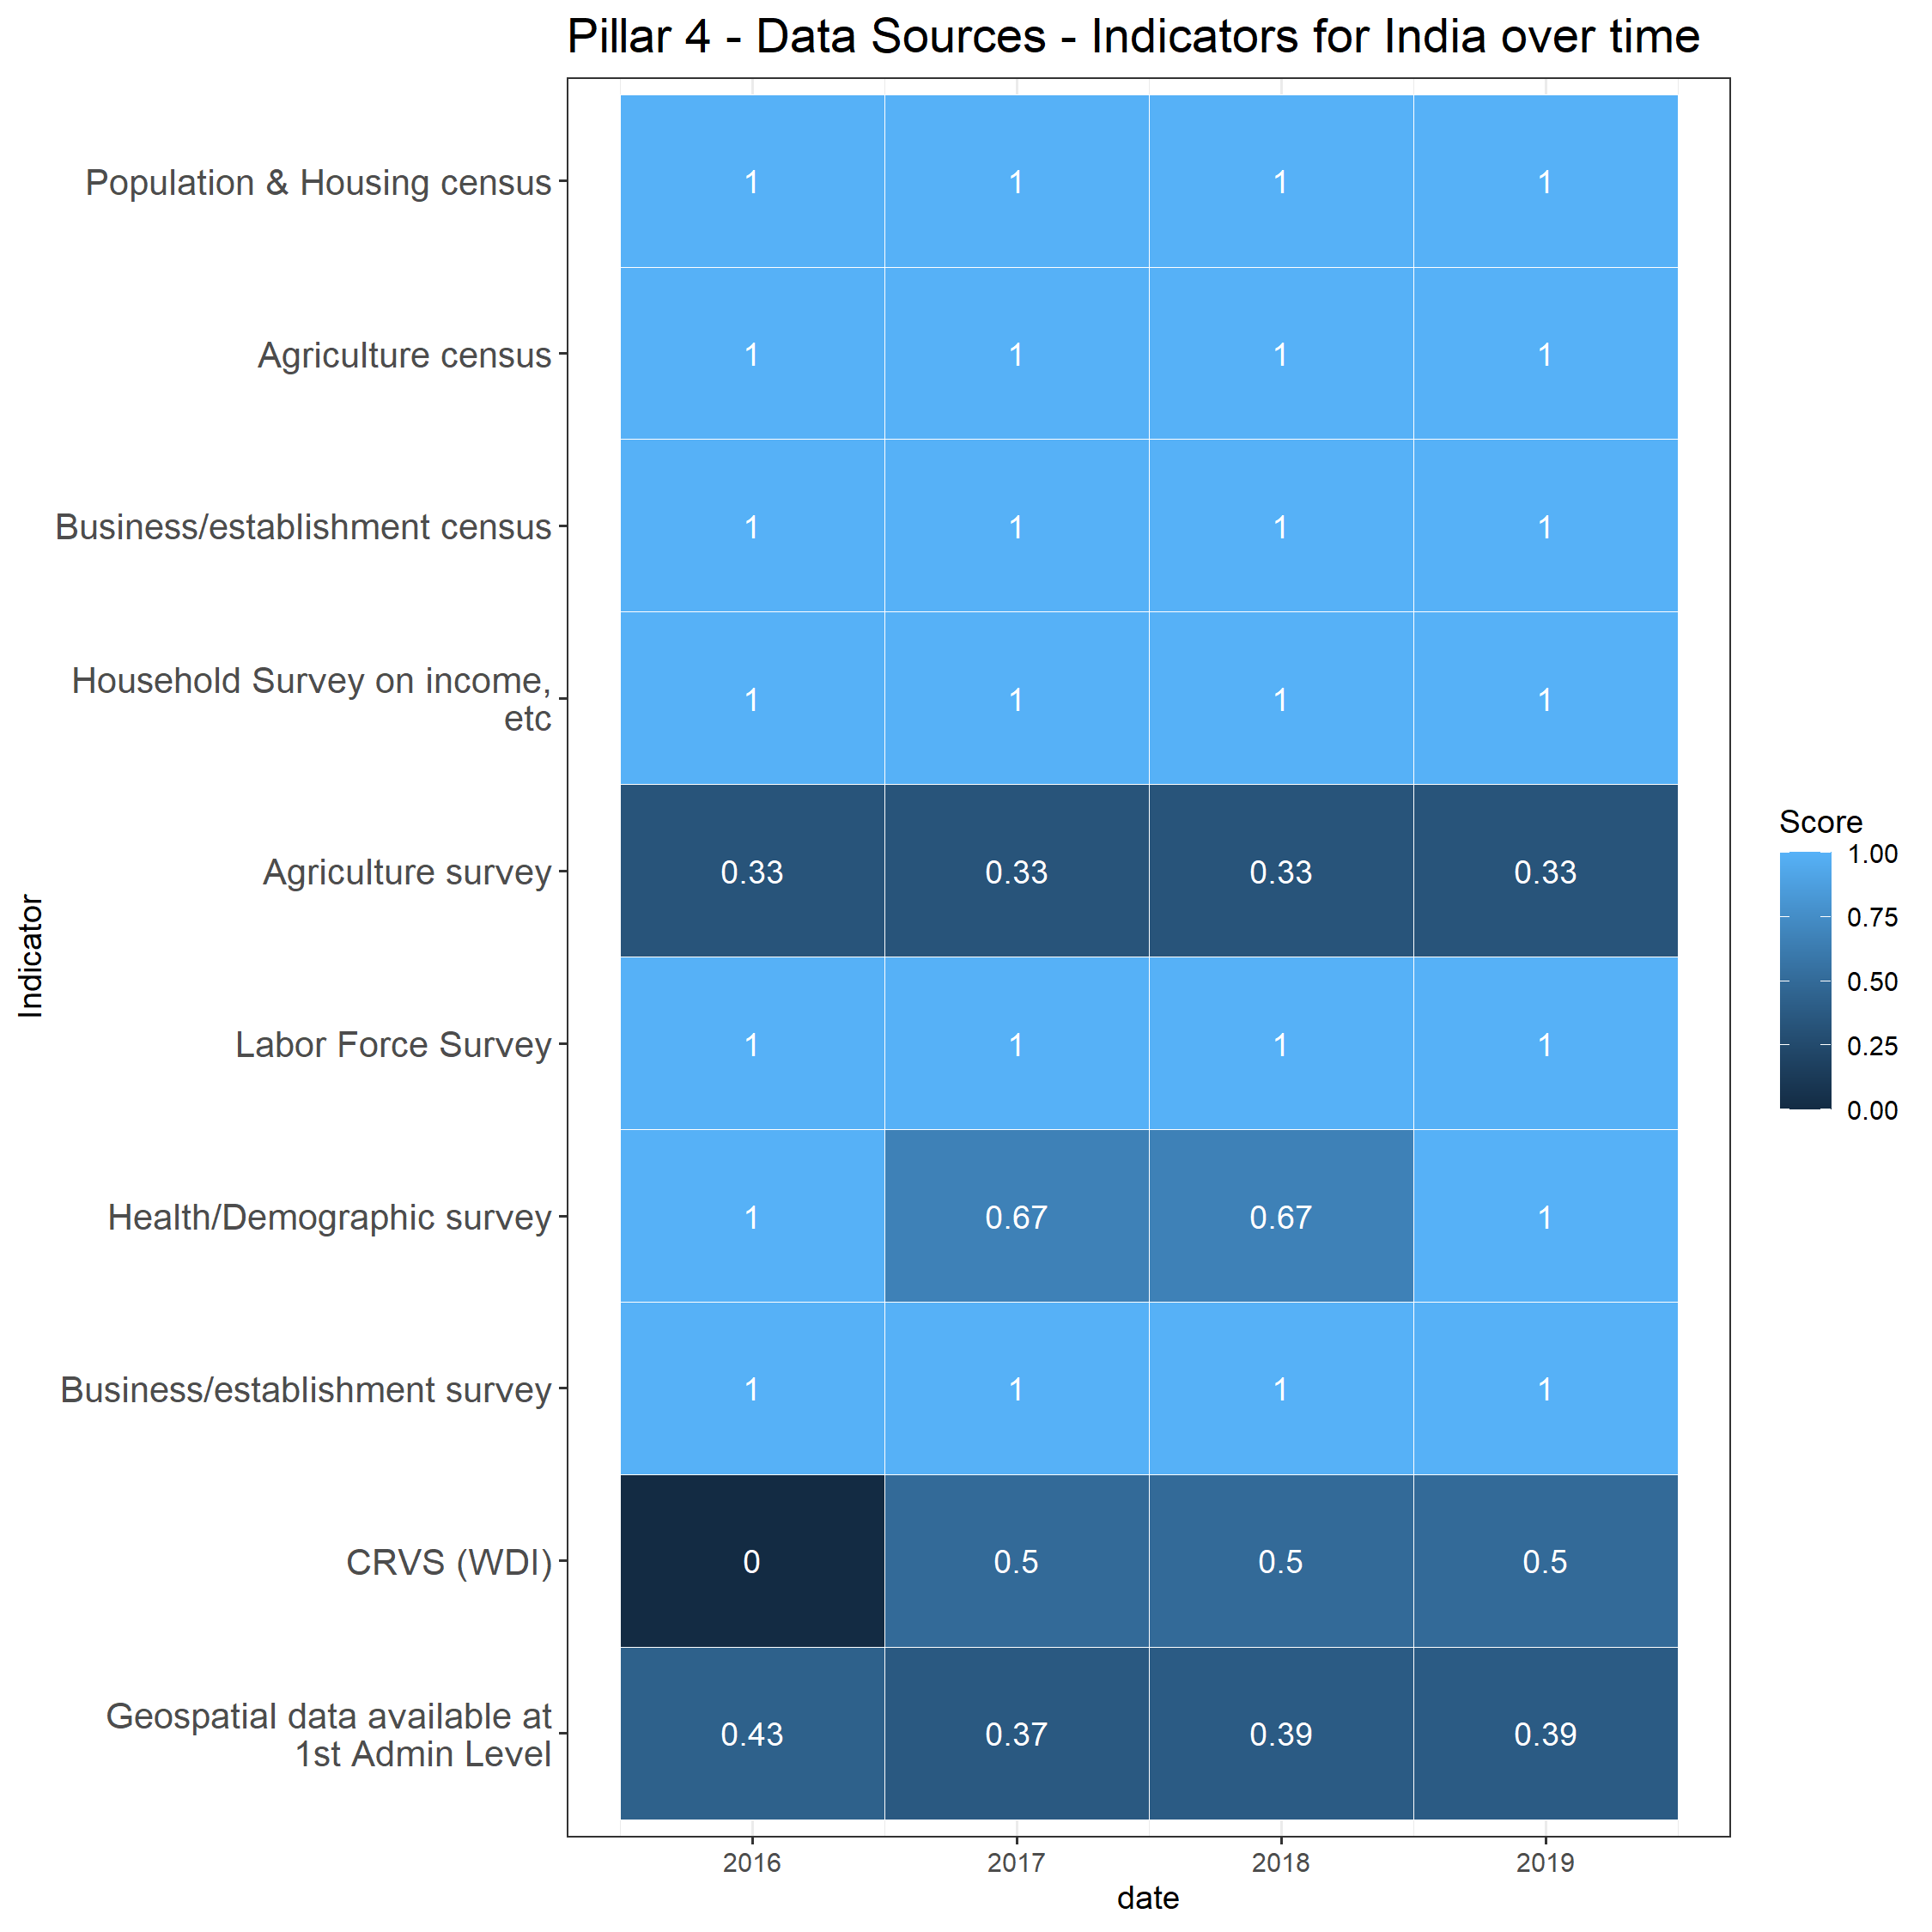 Pillar 4 - Data Sources - Indicators for India over time
Population & Housing census
1 1 1 1
Agriculture census
1 1 1 1
Business/establishment census
1 1 1 1
Household Survey on income,
etc
1 1 1 1
Agriculture survey
0.33 0.33 0.33 0.33
Labor Force Survey
1 1 1 1
Health/Demographic survey
1 0.67 0.67 1
Business/establishment survey
1 1 1 1
CRVS (WDI)
0 0.5 0.5 0.5
Geospatial data available at
1st Admin Level
0.43 0.37 0.39 0.39
2016 2017 2018 2019
date
Indicator
Score
1.00
0.75
0.50
0.25
0.00